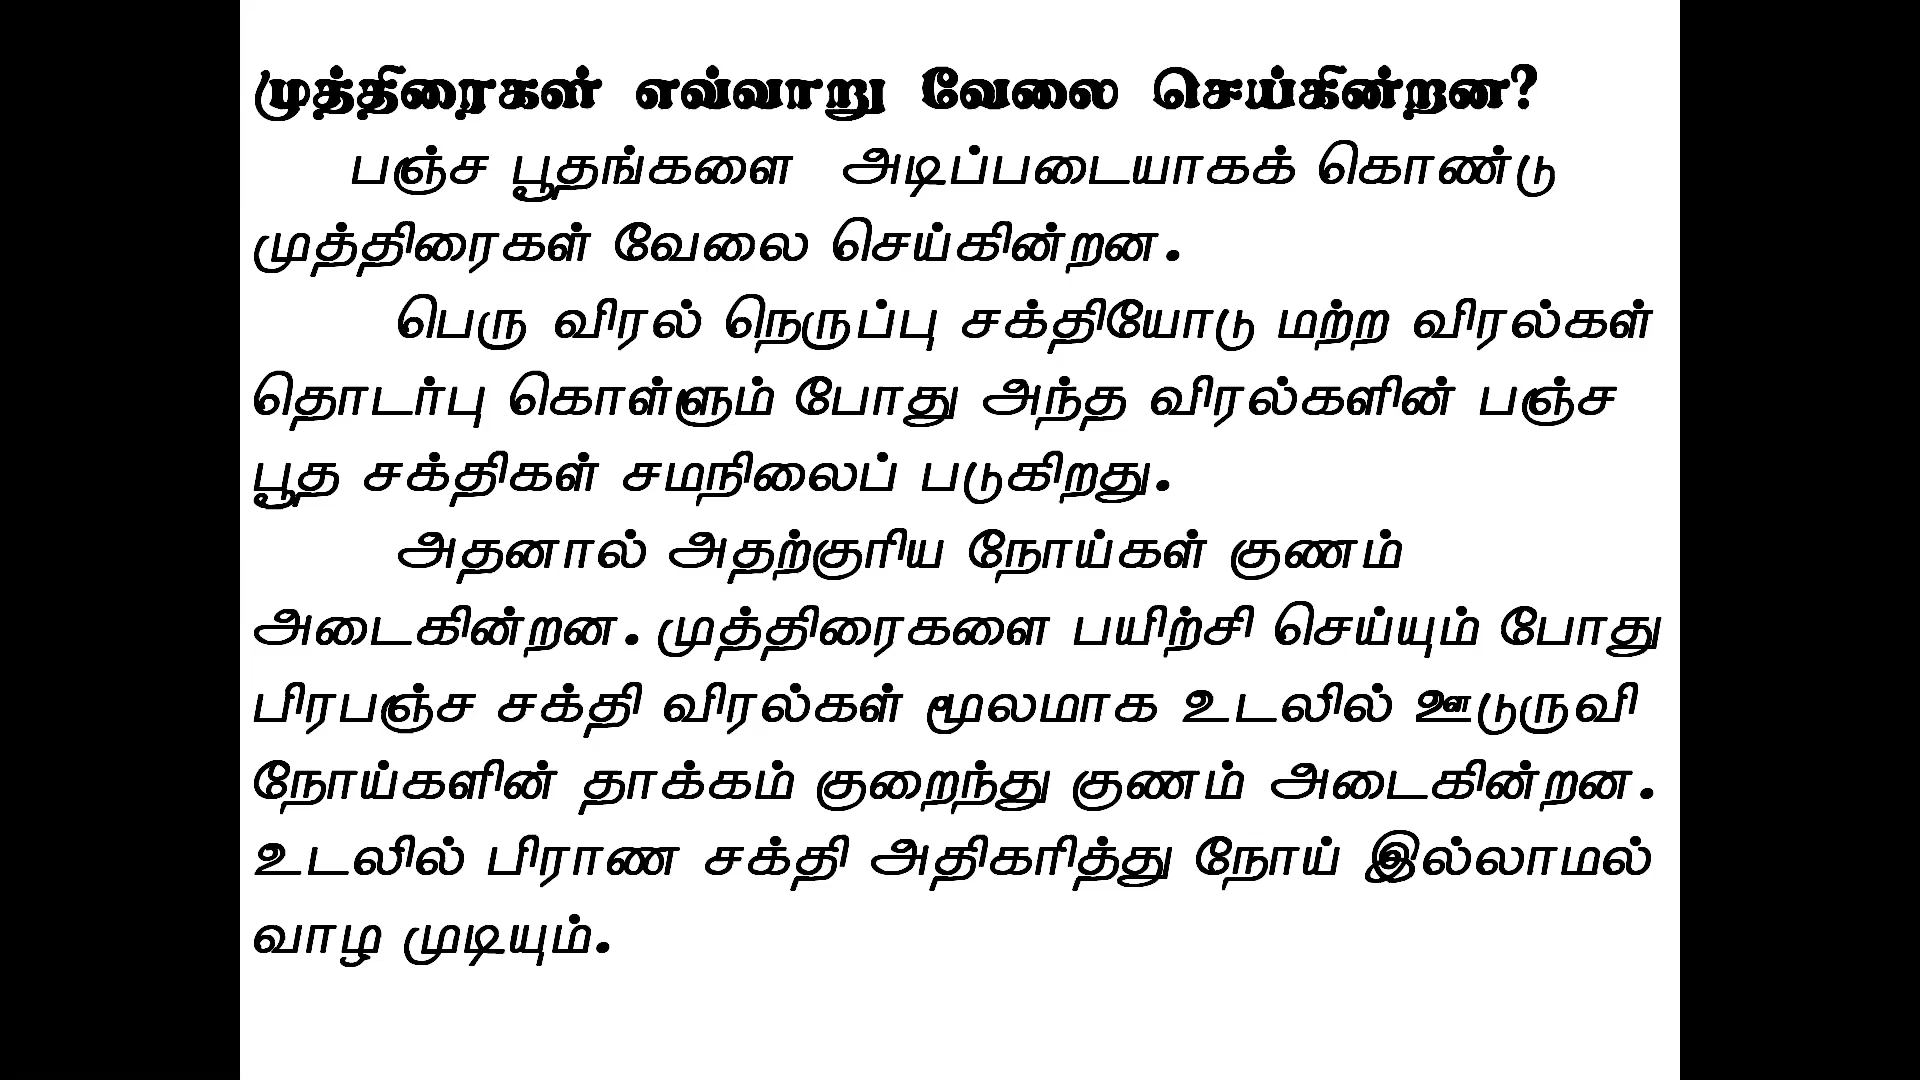 முத்திரைகள் எவ்வாறு வேலை செய்கின்றன?
பஞ்ச பூதங்களை அடிப்படையாகக் கொண்டு
முத்திரைகள் வேலை செய்கின்றன.
பெரு விரல் நெருப்பு சக்தியோடு மற்ற விரல்கள்
தொடர்பு கொள்ளும் போது அந்த விரல்களின் பஞ்ச
பூத சக்திகள் சமநிலைப் படுகிறது.
அதனால் அதற்குரிய நோய்கள் குணம்
அடைகின்றன. முத்திரைகளை பயிற்சி செய்யும் போது
பிரபஞ்ச சக்தி விரல்கள் மூலமாக உடலில் ஊடுருவி
நோய்களின் தாக்கம் குறைந்து குணம் அடைகின்றன.
உடலில் பிராண சக்தி அதிகரித்து நோய் இல்லாமல்
வாழ முடியும்.